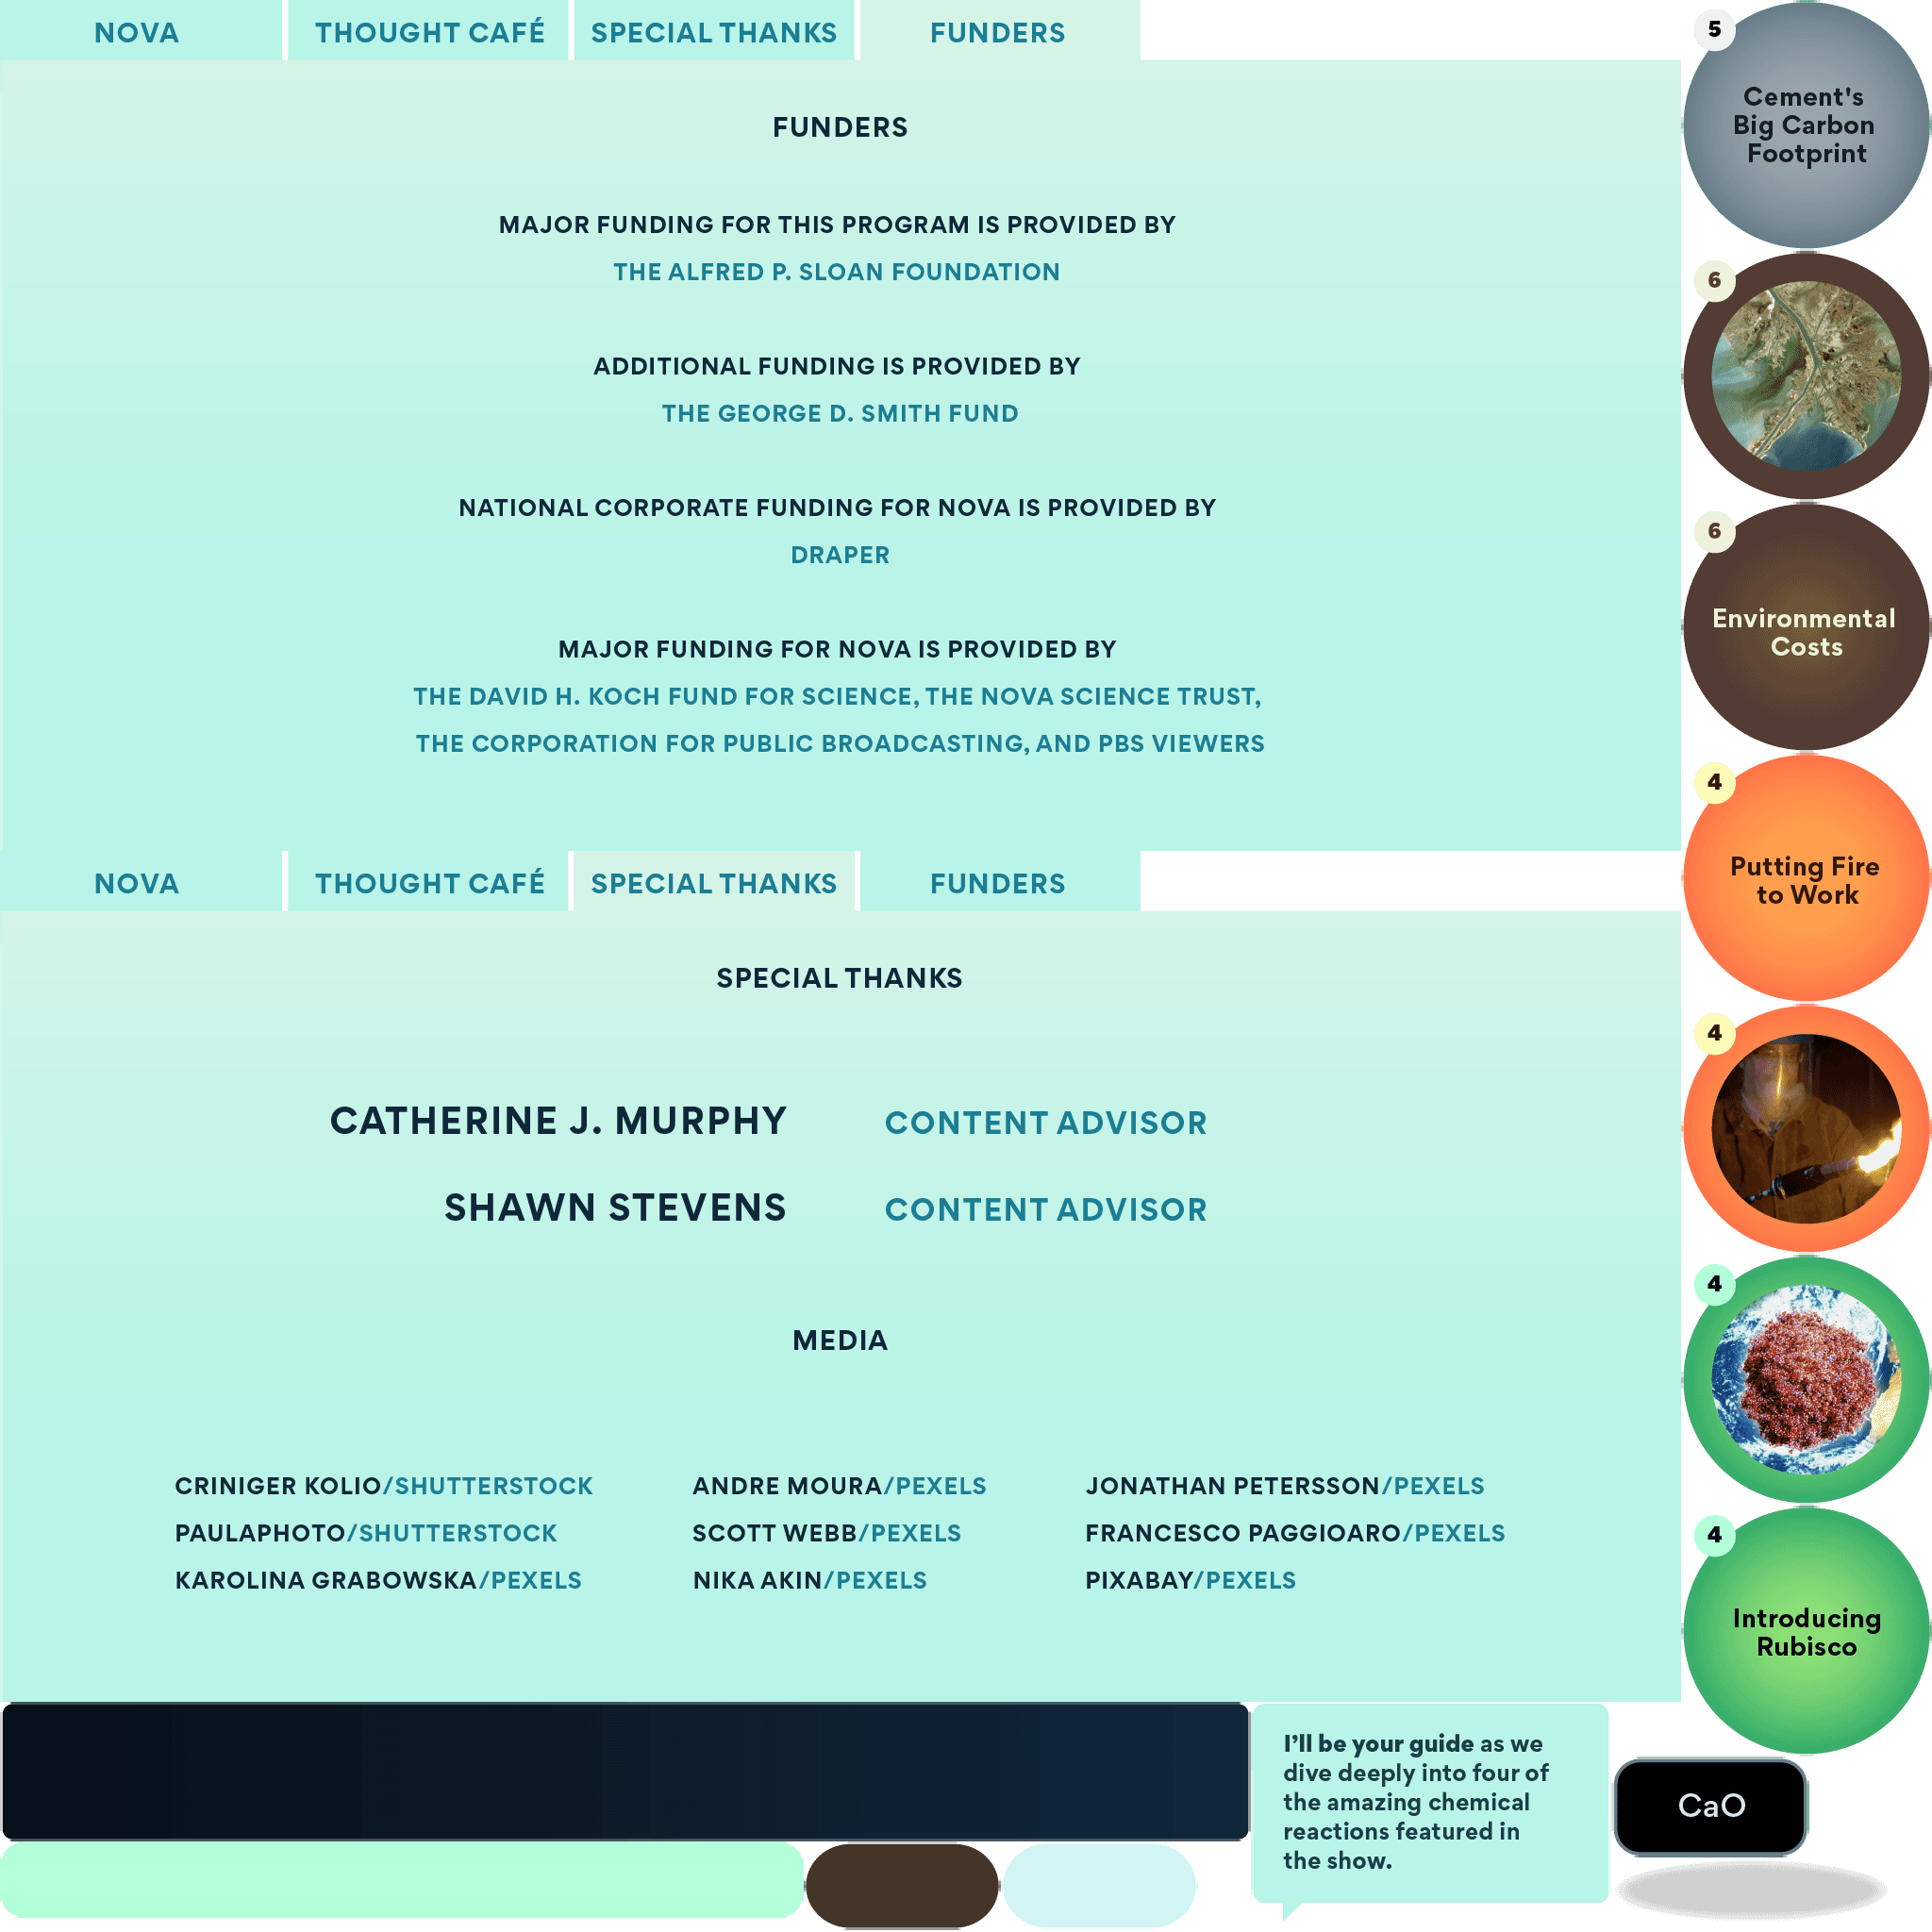 NOVA
THOUGHT CAFÉ
SPECIAL THANKS
FUNDERS
FUNDERS
MAJOR FUNDING FOR THIS PROGRAM IS PROVIDED BY
THE ALFRED P. SLOAN FOUNDATION
ADDITIONAL FUNDING IS PROVIDED BY
THE GEORGE D. SMITH FUND
NATIONAL CORPORATE FUNDING FOR NOVA IS PROVIDED BY
DRAPER
MAJOR FUNDING FOR NOVA IS PROVIDED BY
THE DAVID H. KOCH FUND FOR SCIENCE, THE NOVA SCIENCE TRUST,
THE CORPORATION FOR PUBLIC BROADCASTING, AND PBS VIEWERS
NOVA
THOUGHT CAFÉ
SPECIAL THANKS
FUNDERS
SPECIAL THANKS
CATHERINE J. MURPHY CONTENT ADVISOR
SHAWN STEVENS CONTENT ADVISOR
MEDIA
CRINIGER KOLIO/SHUTTERSTOCK
PAULAPHOTO/SHUTTERSTOCK
KAROLINA GRABOWSKA/PEXELS
ANDRE MOURA/PEXELS
SCOTT WEBB/PEXELS
NIKA AKIN/PEXELS
JONATHAN PETERSSON/PEXELS
FRANCESCO PAGGIOARO/PEXELS
PIXABAY/PEXELS
5
Cement's
Big Carbon
Footprint
6
6
Environmental
Costs
4
Putting Fire
to Work
4
4
4
Introducing
Rubisco
I'll be your guide as we
dive deeply into four of
the amazing chemical
reactions featured in
the show.
CaO